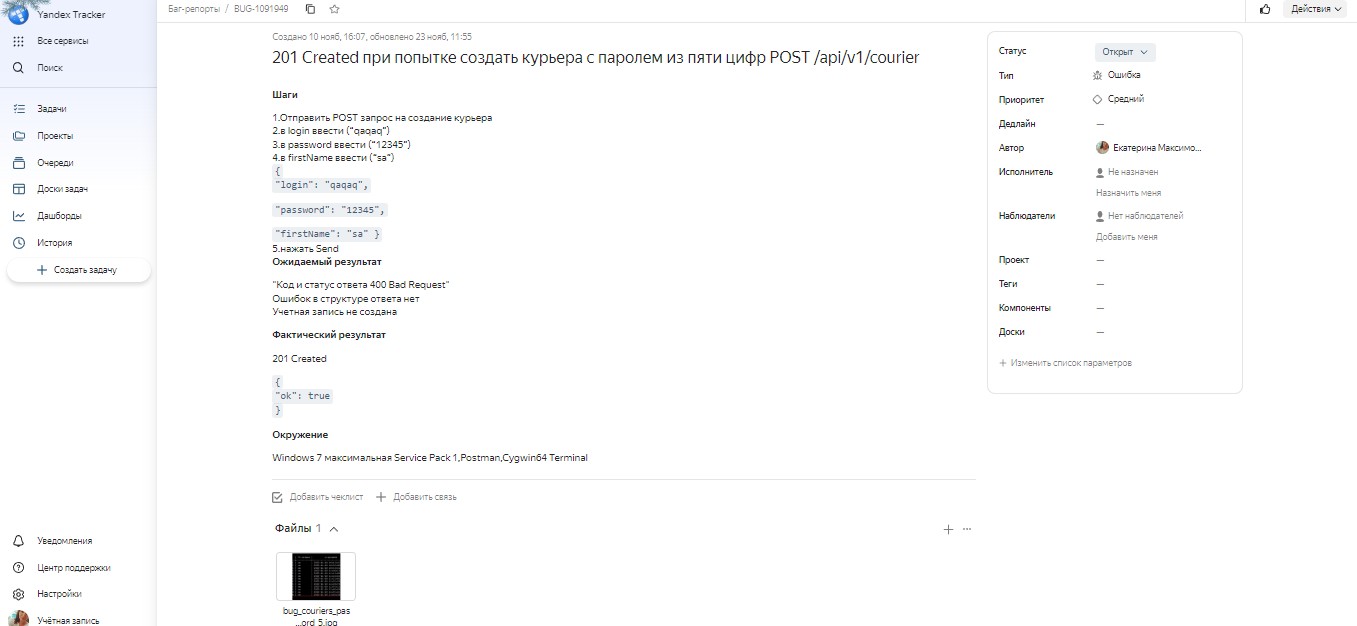 Yandex Tracker
Все сервисы
Поиск
Задачи
Проекты
Очереди
Доски задач
Дашборды
История
Создать задачу
Уведомления
Центр поддержки
Настройки
Учётная запись
Баг-репорты / BUG-1091949
Действия
Создано 10 нояб, 16:07, обновлено 23 нояб, 11:55
201 Created при попытке создать курьера с паролем из пяти цифр POST /api/v1/courier
Шаги
1.Отправить POST запрос на создание курьера
2.в login ввести ("qaqaq")
3.в password ввести ("12345")
4.в firstName ввести ("sa")
{
"login": "qaqaq",
"password": "12345",
"firstName": "sa" }
5.нажать Send
Ожидаемый результат
"Код и статус ответа 400 Bad Request"
Ошибок в структуре ответа нет
Учетная запись не создана
Фактический результат
201 Created
{
"ok": true
}
Окружение
Windows 7 максимальная Service Pack 1,Postman,Cygwin64 Terminal
Добавить чеклист
Добавить связь
Файлы 1
bug_couriers_pas
...ord_5.jpg
Статус Открыт
Тип Ошибка
Приоритет Средний
Дедлайн —
Автор Екатерина Максимо...
Исполнитель Не назначен
Назначить меня
Наблюдатели Нет наблюдателей
Добавить меня
Проект —
Теги —
Компоненты —
Доски —
+ Изменить список параметров